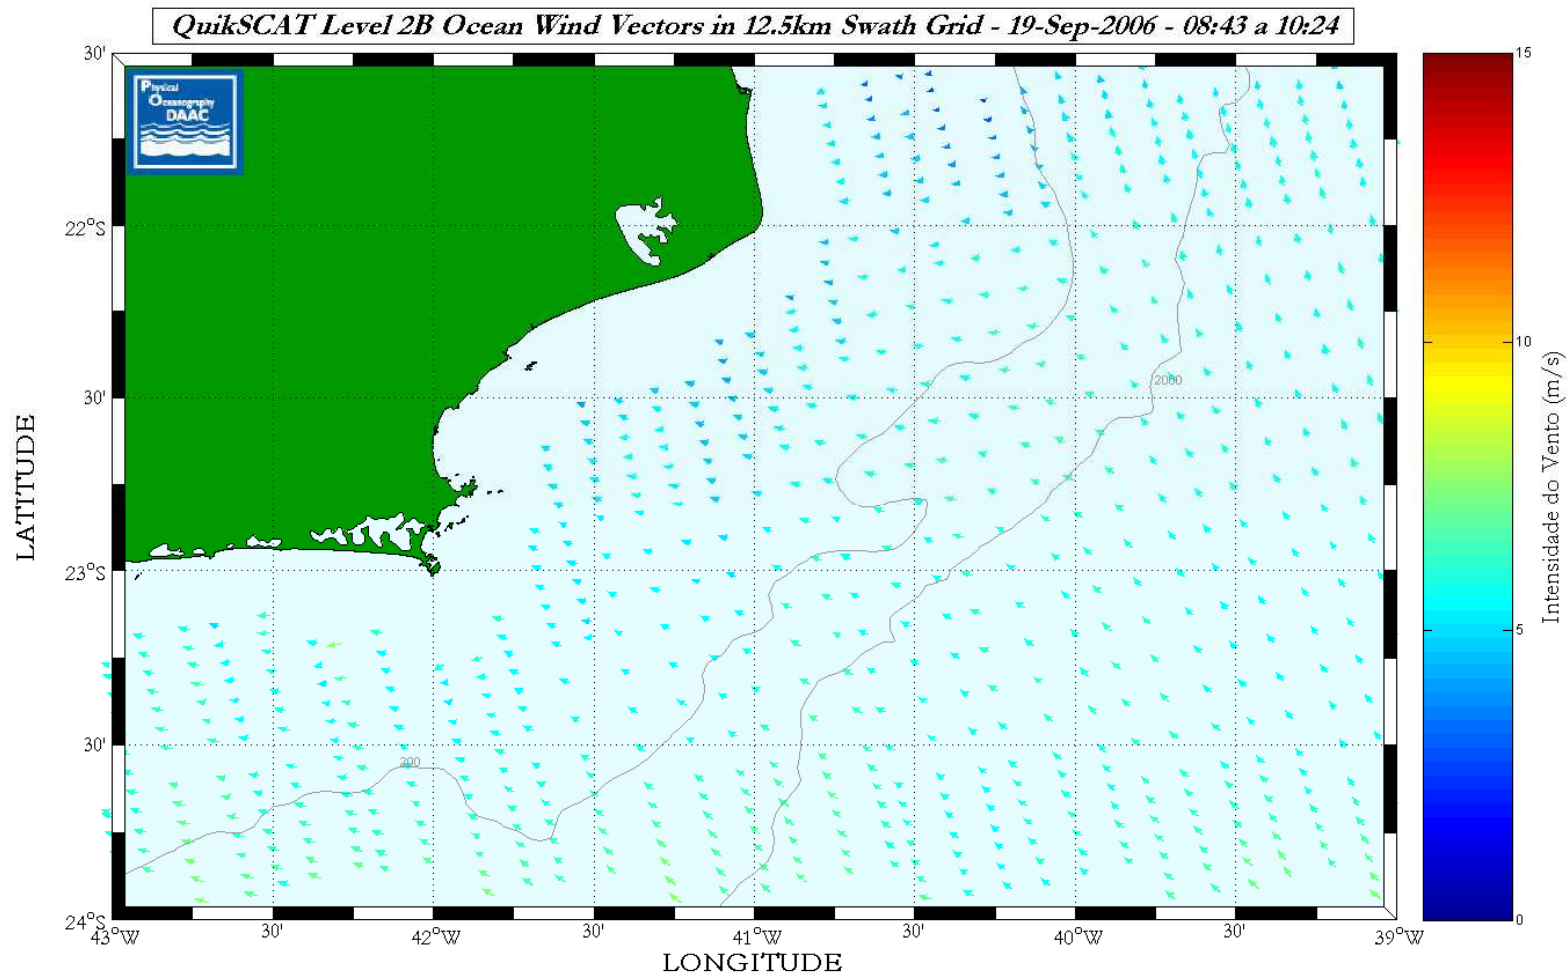 QuikSCAT Level 2B Ocean Wind Vectors in 12.5km Swath Grid - 19-Sep-2006 - 08:43 a 10:24
Physical
Oceanography
DAAC
30'
22°S
30'
23°S
30'
24°S
LATITUDE
200
2000
43°W
30'
42°W
30'
41°W
30'
40°W
30'
39°W
LONGITUDE
15
10
5
0
Intensidade do Vento (m/s)